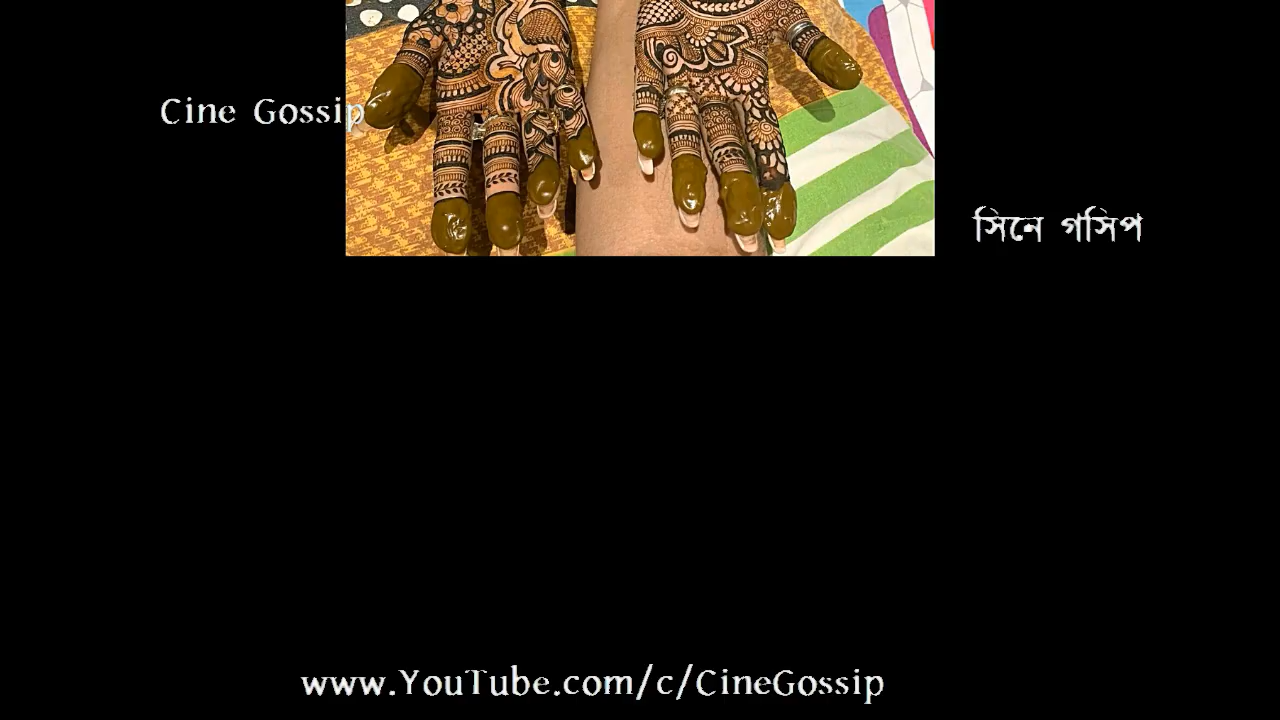 Cine Gossip
সিনে গসিপ
www.YouTube.com/c/CineGossip